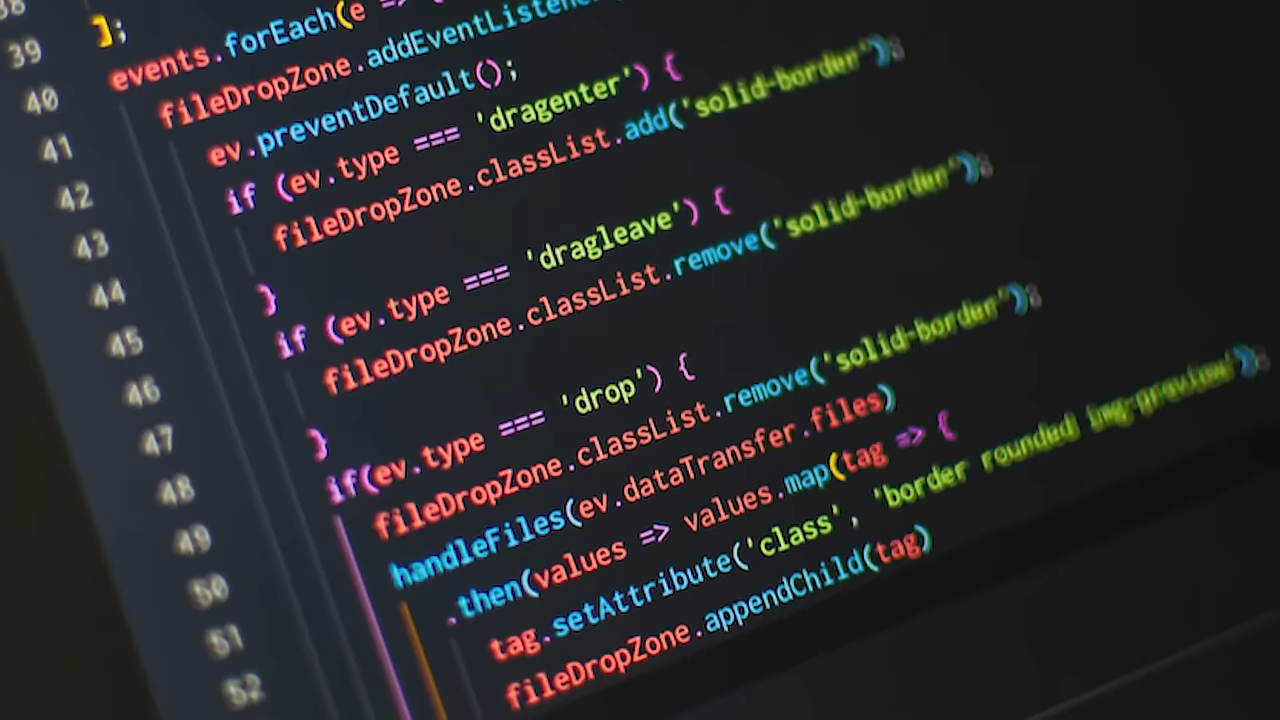 38
39 ];
40 events.forEach(e => {
41 fileDropZone.addEventListener(
42 ev.preventDefault();
43 if (ev.type === 'dragenter') {
44 fileDropZone.classList.add('solid-border');
45 }
46 if (ev.type === 'dragleave') {
47 fileDropZone.classList.remove('solid-border');
48 }
49 if(ev.type === 'drop') {
50 fileDropZone.classList.remove('solid-border');
51 handleFiles(ev.dataTransfer.files)
52 .then(values => values.map(tag => {
tag.setAttribute('class', 'border rounded img-preview');
fileDropZone.appendChild(tag)